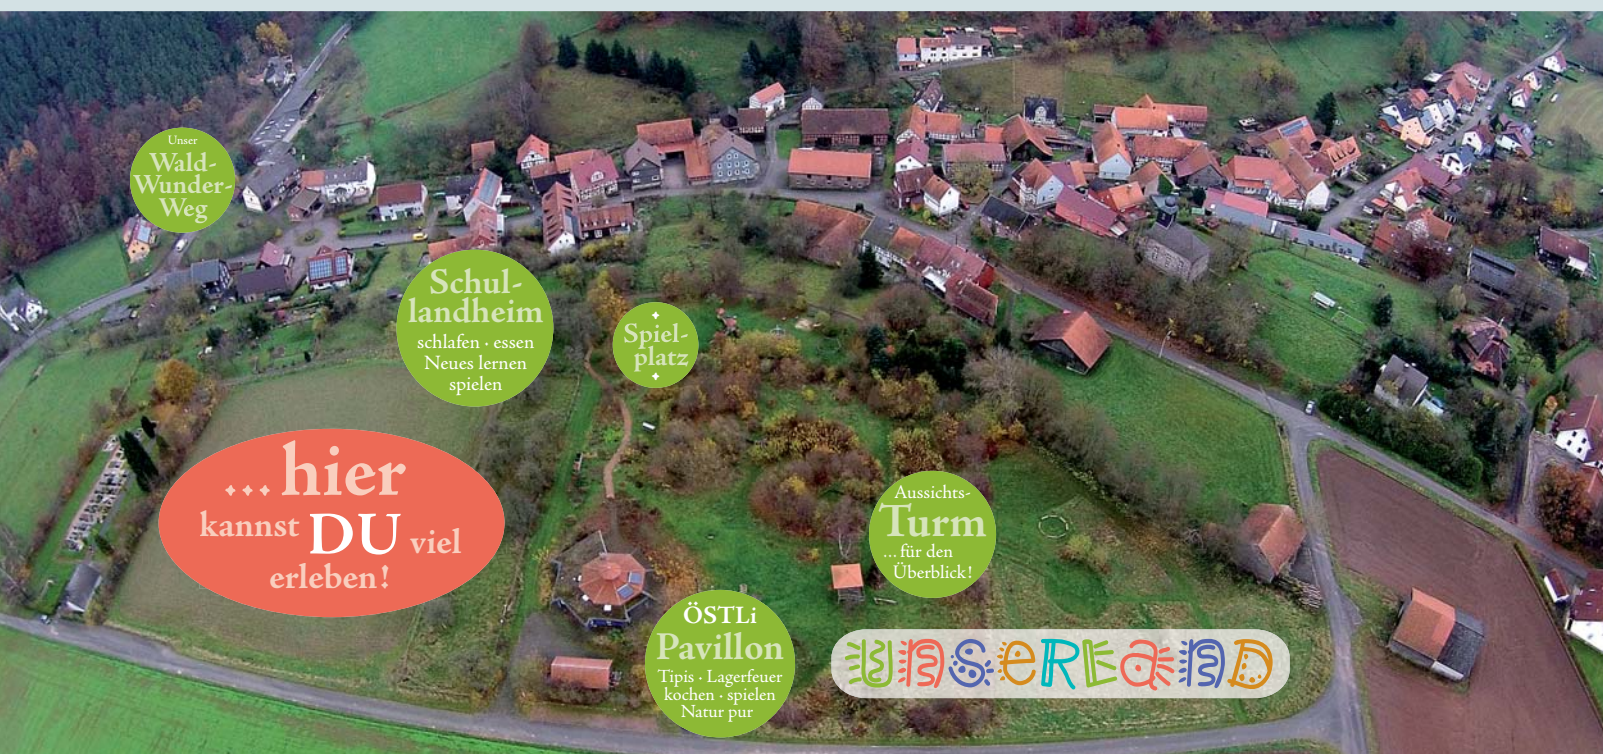 Unser
Wald-
Wunder-
Weg
Schul-
landheim
schlafen · essen
Neues lernen
spielen
Spiel-
platz
... hier
kannst DU viel
erleben!
Aussichts-
Turm
... für den
Überblick!
ÖSTLi
Pavillon
Tipis · Lagerfeuer
kochen · spielen
Natur pur
unserLand